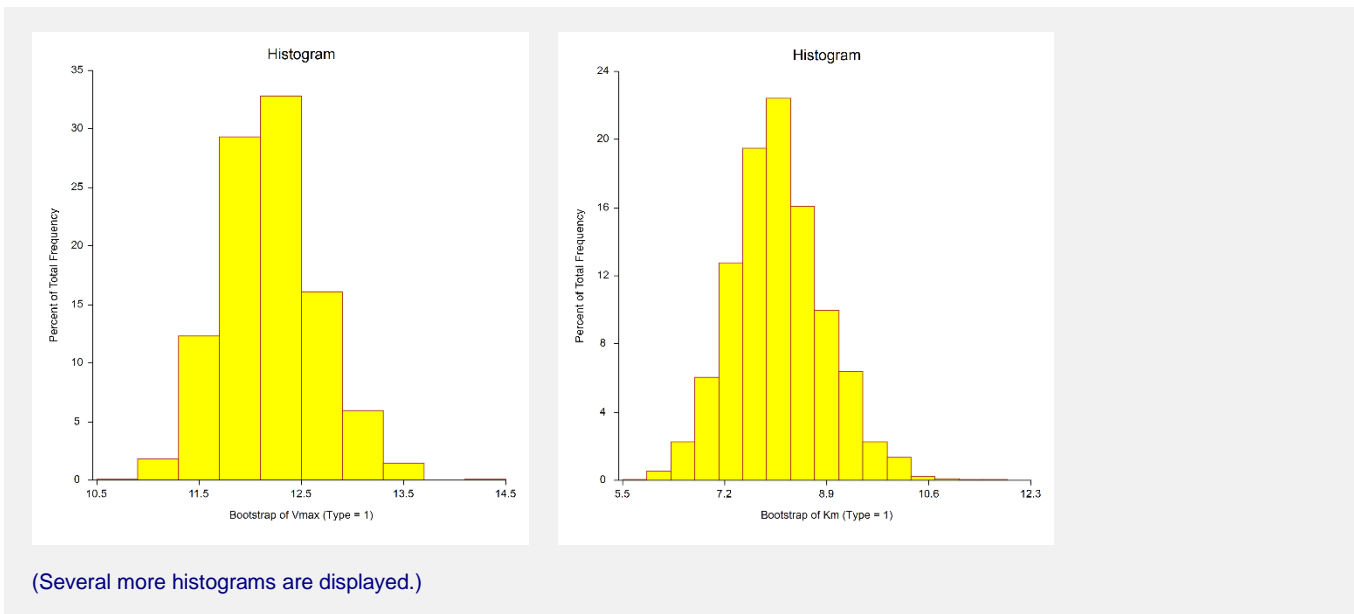 Histogram
35
30
25
20
15
10
5
0
Percent of Total Frequency
10.5 11.5 12.5 13.5 14.5
Bootstrap of Vmax (Type = 1)
Histogram
24
20
16
12
8
4
0
Percent of Total Frequency
5.5 7.2 8.9 10.6 12.3
Bootstrap of Km (Type = 1)
(Several more histograms are displayed.)